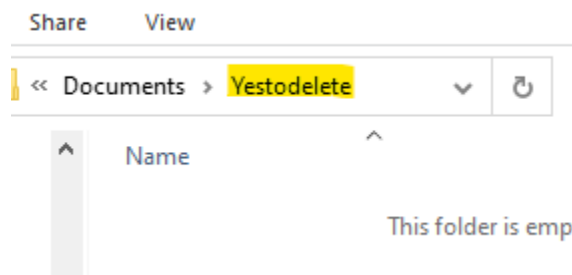 Share View
« Documents > Yestodelete
Name
This folder is emp